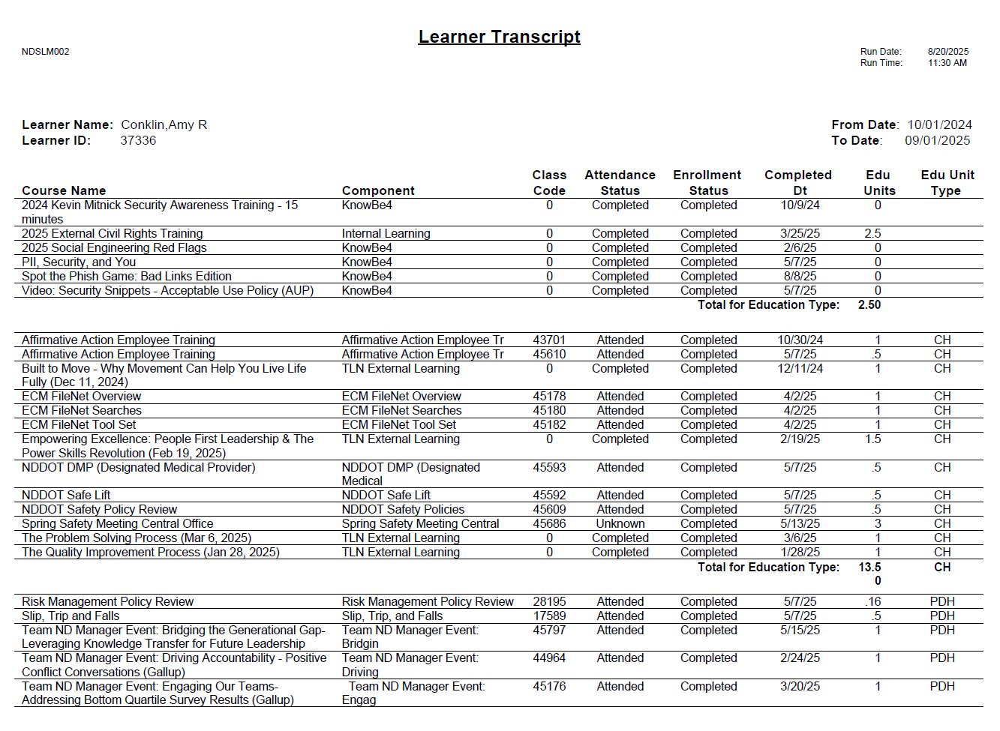 Learner Transcript
NDSLM002
Run Date: 8/20/2025
Run Time: 11:30 AM
Learner Name: Conklin,Amy R
From Date: 10/01/2024
Learner ID: 37336
To Date: 09/01/2025
Class Attendance Enrollment Completed Edu Edu Unit
Course Name Component Code Status Status Dt Units Type
2024 Kevin Mitnick Security Awareness Training - 15 KnowBe4 0 Completed Completed 10/9/24 0
minutes
2025 External Civil Rights Training Internal Learning 0 Completed Completed 3/25/25 2.5
2025 Social Engineering Red Flags KnowBe4 0 Completed Completed 2/6/25 0
PII, Security, and You KnowBe4 0 Completed Completed 5/7/25 0
Spot the Phish Game: Bad Links Edition KnowBe4 0 Completed Completed 8/8/25 0
Video: Security Snippets - Acceptable Use Policy (AUP) KnowBe4 0 Completed Completed 5/7/25 0
Total for Education Type: 2.50
Affirmative Action Employee Training Affirmative Action Employee Tr 43701 Attended Completed 10/30/24 1 CH
Affirmative Action Employee Training Affirmative Action Employee Tr 45610 Attended Completed 5/7/25 .5 CH
Built to Move - Why Movement Can Help You Live Life TLN External Learning 0 Completed Completed 12/11/24 1 CH
Fully (Dec 11, 2024)
ECM FileNet Overview ECM FileNet Overview 45178 Attended Completed 4/2/25 1 CH
ECM FileNet Searches ECM FileNet Searches 45180 Attended Completed 4/2/25 1 CH
ECM FileNet Tool Set ECM FileNet Tool Set 45182 Attended Completed 4/2/25 1 CH
Empowering Excellence: People First Leadership & The TLN External Learning 0 Completed Completed 2/19/25 1.5 CH
Power Skills Revolution (Feb 19, 2025)
NDDOT DMP (Designated Medical Provider) NDDOT DMP (Designated 45593 Attended Completed 5/7/25 .5 CH
Medical
NDDOT Safe Lift NDDOT Safe Lift 45592 Attended Completed 5/7/25 .5 CH
NDDOT Safety Policy Review NDDOT Safety Policies 45609 Attended Completed 5/7/25 .5 CH
Spring Safety Meeting Central Office Spring Safety Meeting Central 45686 Unknown Completed 5/13/25 3 CH
The Problem Solving Process (Mar 6, 2025) TLN External Learning 0 Completed Completed 3/6/25 1 CH
The Quality Improvement Process (Jan 28, 2025) TLN External Learning 0 Completed Completed 1/28/25 1 CH
Total for Education Type: 13.5 CH
0
Risk Management Policy Review Risk Management Policy Review 28195 Attended Completed 5/7/25 .16 PDH
Slip, Trip and Falls Slip, Trip, and Falls 17589 Attended Completed 5/7/25 .5 PDH
Team ND Manager Event: Bridging the Generational Gap- Team ND Manager Event: 45797 Attended Completed 5/15/25 1 PDH
Leveraging Knowledge Transfer for Future Leadership Bridgin
Team ND Manager Event: Driving Accountability - Positive Team ND Manager Event: 44964 Attended Completed 2/24/25 1 PDH
Conflict Conversations (Gallup) Driving
Team ND Manager Event: Engaging Our Teams- Team ND Manager Event: 45176 Attended Completed 3/20/25 1 PDH
Addressing Bottom Quartile Survey Results (Gallup) Engag